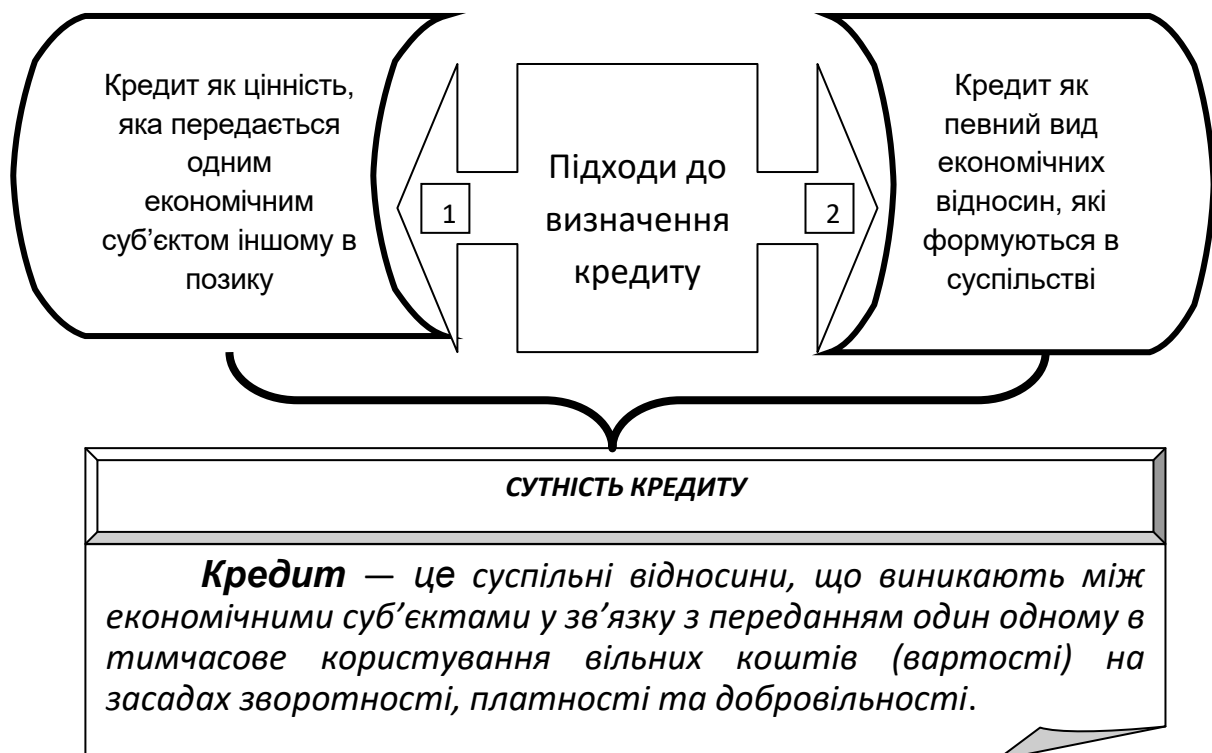 Кредит як цінність,
яка передається
одним
економічним
суб’єктом іншому в
позику
1
Підходи до
визначення
кредиту
2
Кредит як
певний вид
економічних
відносин, які
формуються в
суспільстві
СУТНІСТЬ КРЕДИТУ
Кредит — це суспільні відносини, що виникають між
економічними суб’єктами у зв’язку з переданням один одному в
тимчасове користування вільних коштів (вартості) на
засадах зворотності, платності та добровільності.